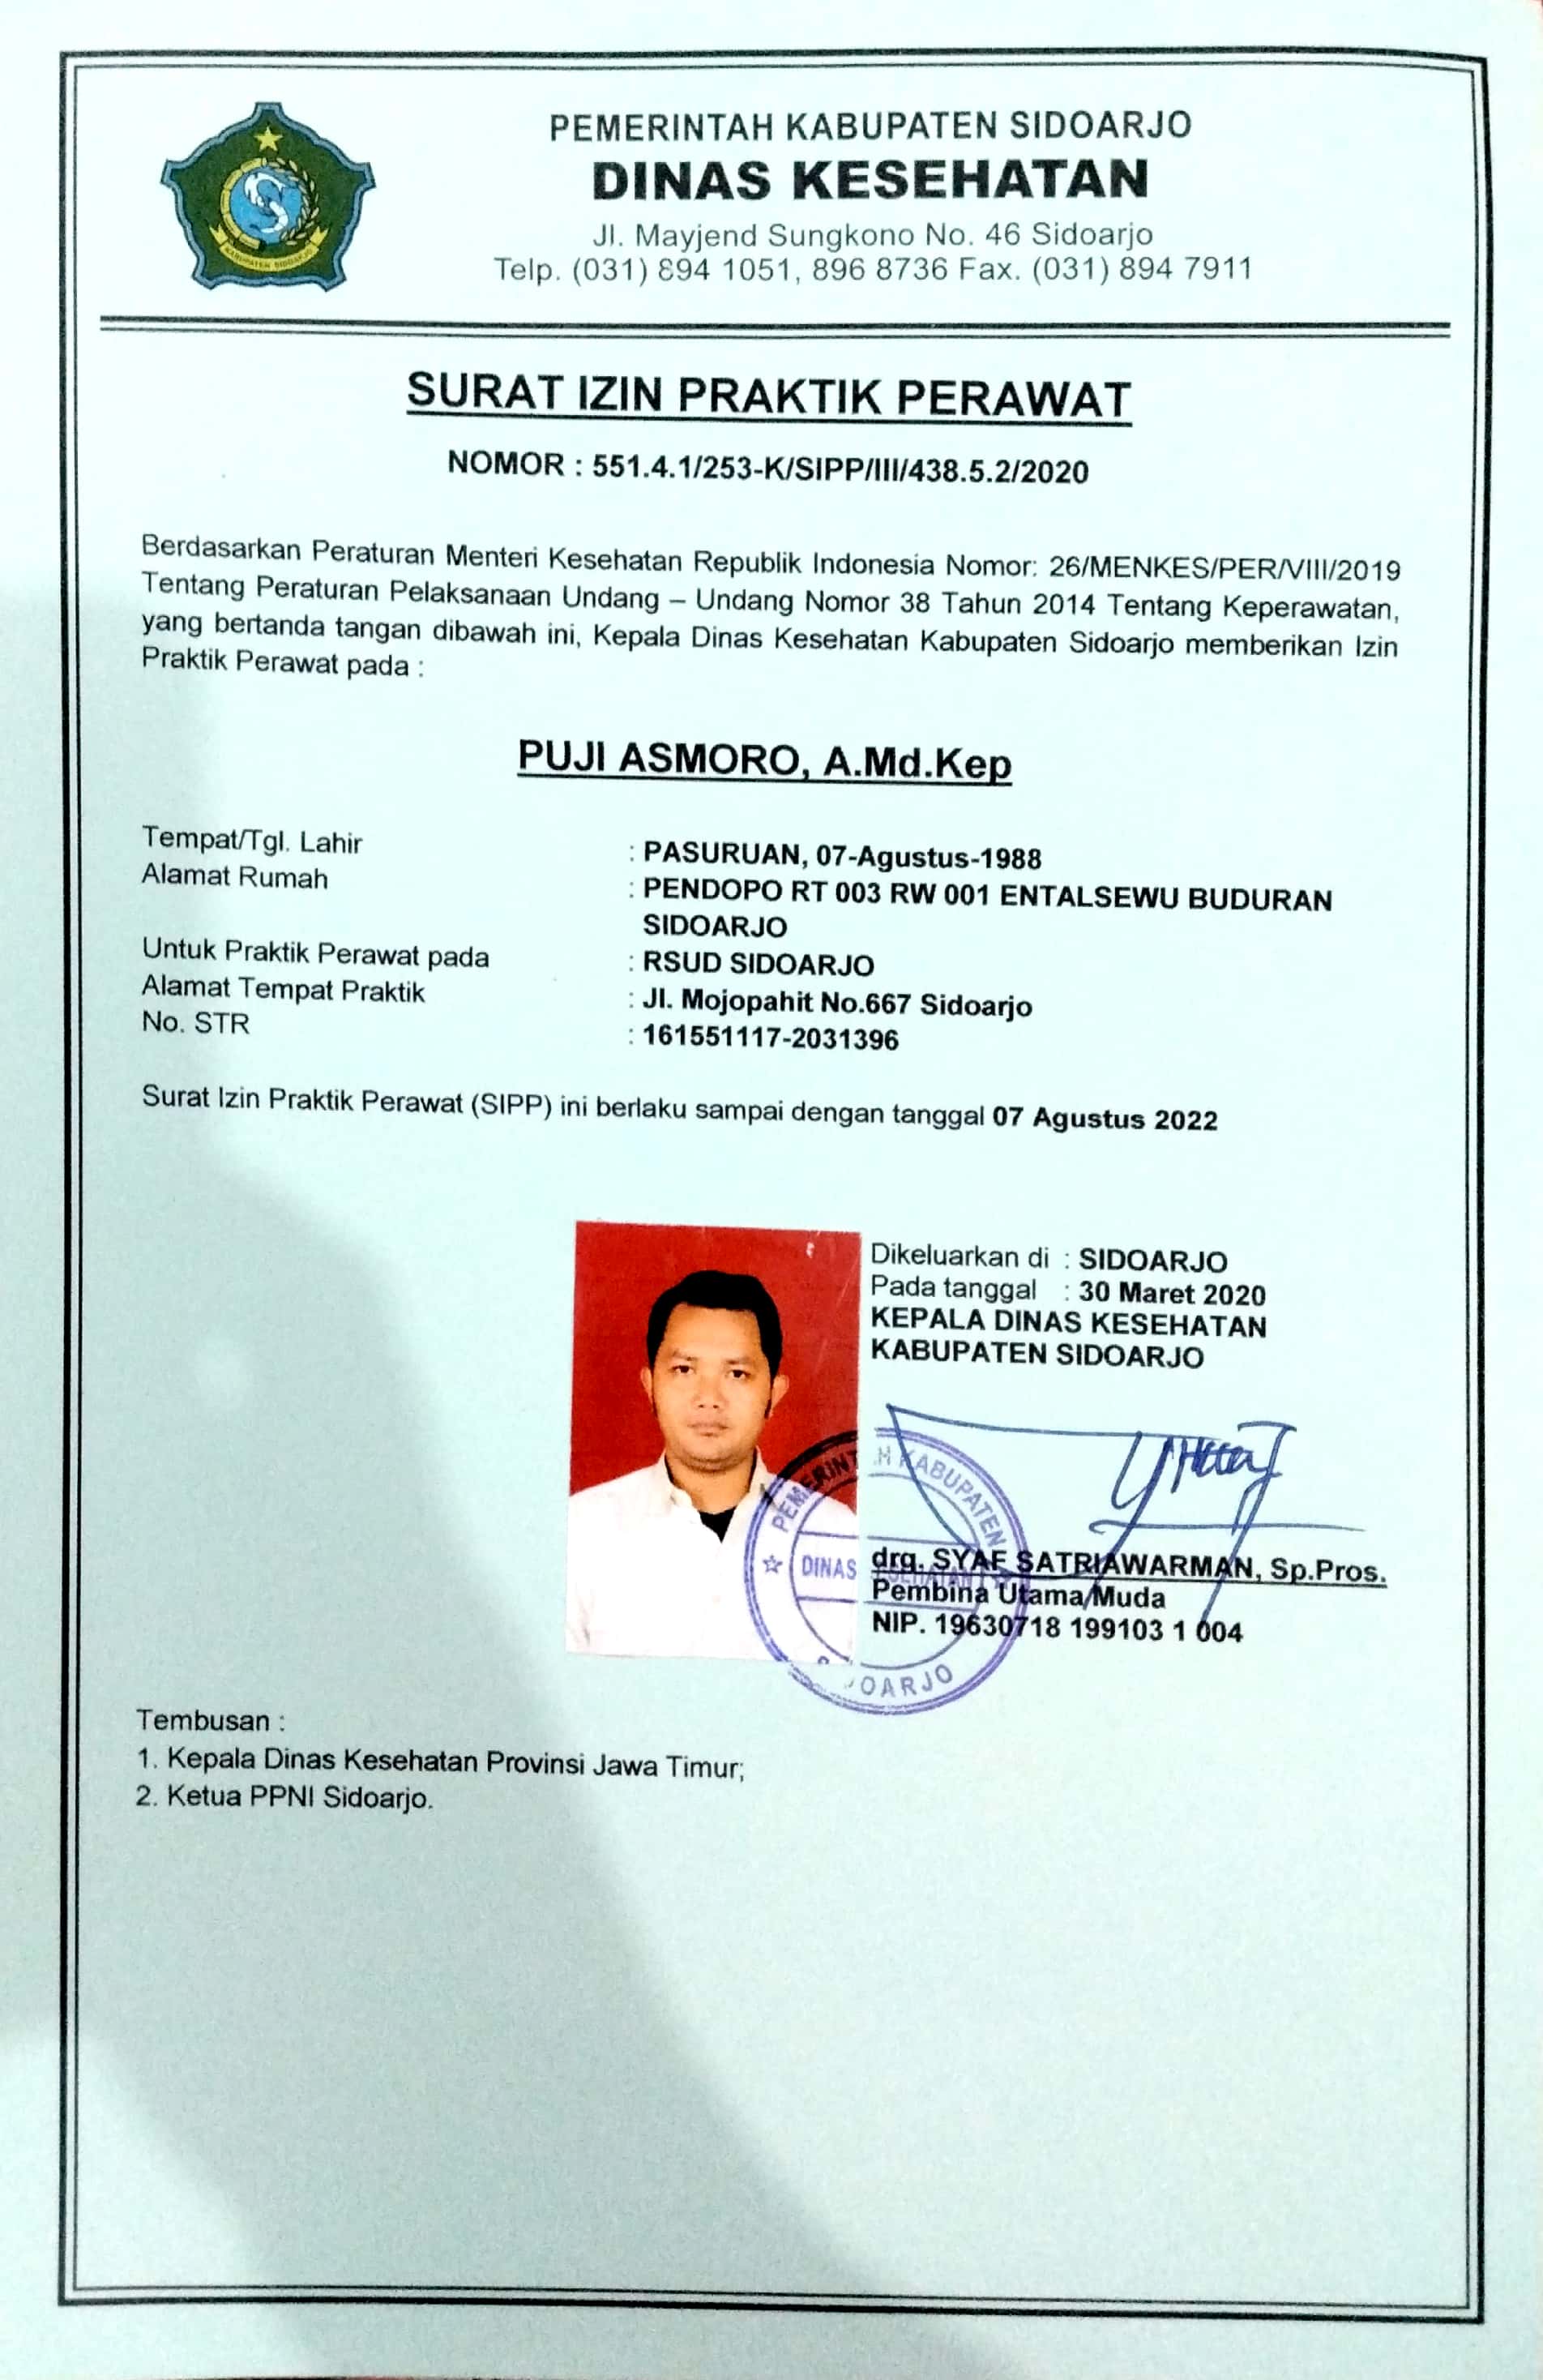 PEMERINTAH KABUPATEN SIDOARJO
DINAS KESEHATAN
Jl. Mayjend Sungkono No. 46 Sidoarjo
Telp. (031) 894 1051, 896 8736 Fax. (031) 894 7911
KABUPATEN SIDOARJO
SURAT IZIN PRAKTIK PERAWAT
NOMOR : 551.4.1/253-K/SIPP/III/438.5.2/2020
Berdasarkan Peraturan Menteri Kesehatan Republik Indonesia Nomor: 26/MENKES/PER/VIII/2019
Tentang Peraturan Pelaksanaan Undang – Undang Nomor 38 Tahun 2014 Tentang Keperawatan,
yang bertanda tangan dibawah ini, Kepala Dinas Kesehatan Kabupaten Sidoarjo memberikan Izin
Praktik Perawat pada :
PUJI ASMORO, A.Md.Kep
Tempat/Tgl. Lahir : PASURUAN, 07-Agustus-1988
Alamat Rumah : PENDOPO RT 003 RW 001 ENTALSEWU BUDURAN
SIDOARJO
Untuk Praktik Perawat pada : RSUD SIDOARJO
Alamat Tempat Praktik : Jl. Mojopahit No.667 Sidoarjo
No. STR : 161551117-2031396
Surat Izin Praktik Perawat (SIPP) ini berlaku sampai dengan tanggal 07 Agustus 2022
Dikeluarkan di : SIDOARJO
Pada tanggal : 30 Maret 2020
KEPALA DINAS KESEHATAN
KABUPATEN SIDOARJO
KABUPATEN
DINAS
drg. SYAF SATRIAWARMAN, Sp.Pros.
Pembina Utama Muda
NIP. 19630718 199103 1 004
Tembusan :
1. Kepala Dinas Kesehatan Provinsi Jawa Timur;
2. Ketua PPNI Sidoarjo.